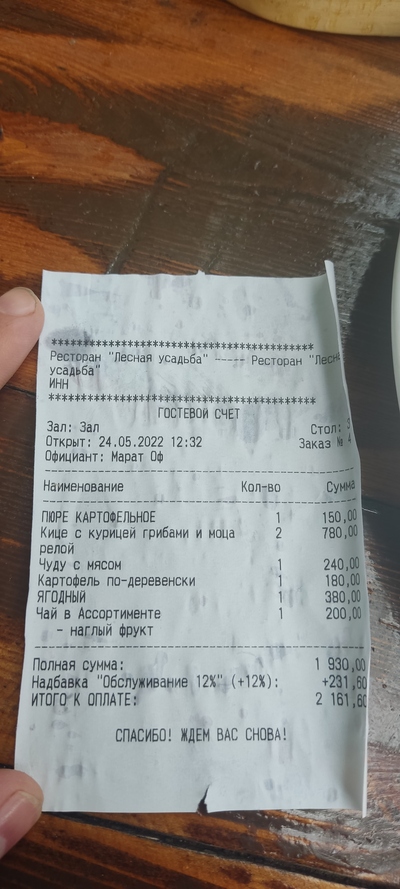 *****************************************
Ресторан "Лесная усадьба" ----- Ресторан "Лесная
усадьба"
ИНН
*****************************************
ГОСТЕВОЙ СЧЕТ
Зал: Зал Стол: 3
Открыт: 24.05.2022 12:32 Заказ № 4
Официант: Марат Оф
Наименование Кол-во Сумма
ПЮРЕ КАРТОФЕЛЬНОЕ 1 150,00
Кице с курицей грибами и моца 2 780,00
релой
Чуду с мясом 1 240,00
Картофель по-деревенски 1 180,00
ЯГОДНЫЙ 1 380,00
Чай в Ассортименте 1 200,00
- наглый фрукт
Полная сумма: 1 930,00
Надбавка "Обслуживание 12%" (+12%): +231,60
ИТОГО К ОПЛАТЕ: 2 161,60
СПАСИБО! ЖДЕМ ВАС СНОВА!